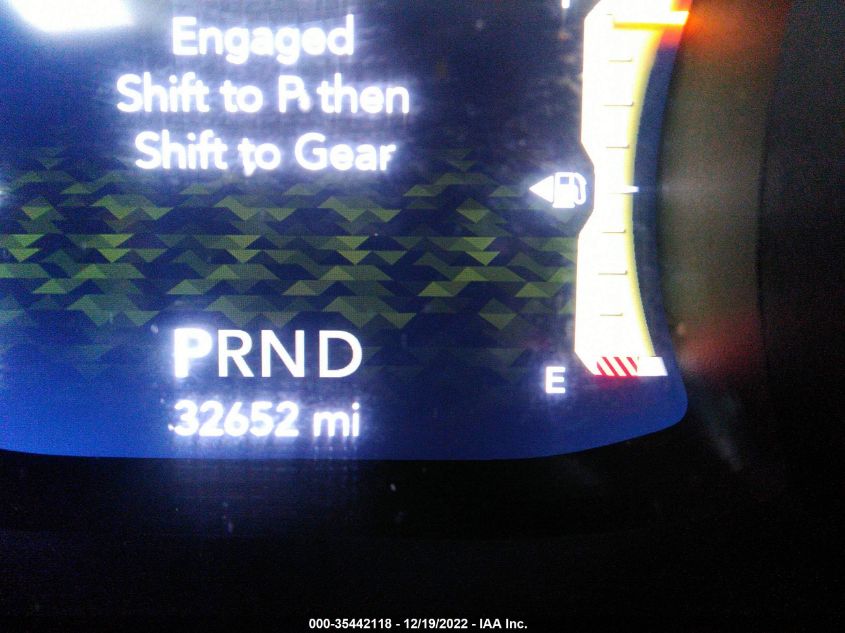 Engaged
Shift to P, then
Shift to Gear
PRND
32652 mi
E
000-35442118 - 12/19/2022 - IAA Inc.